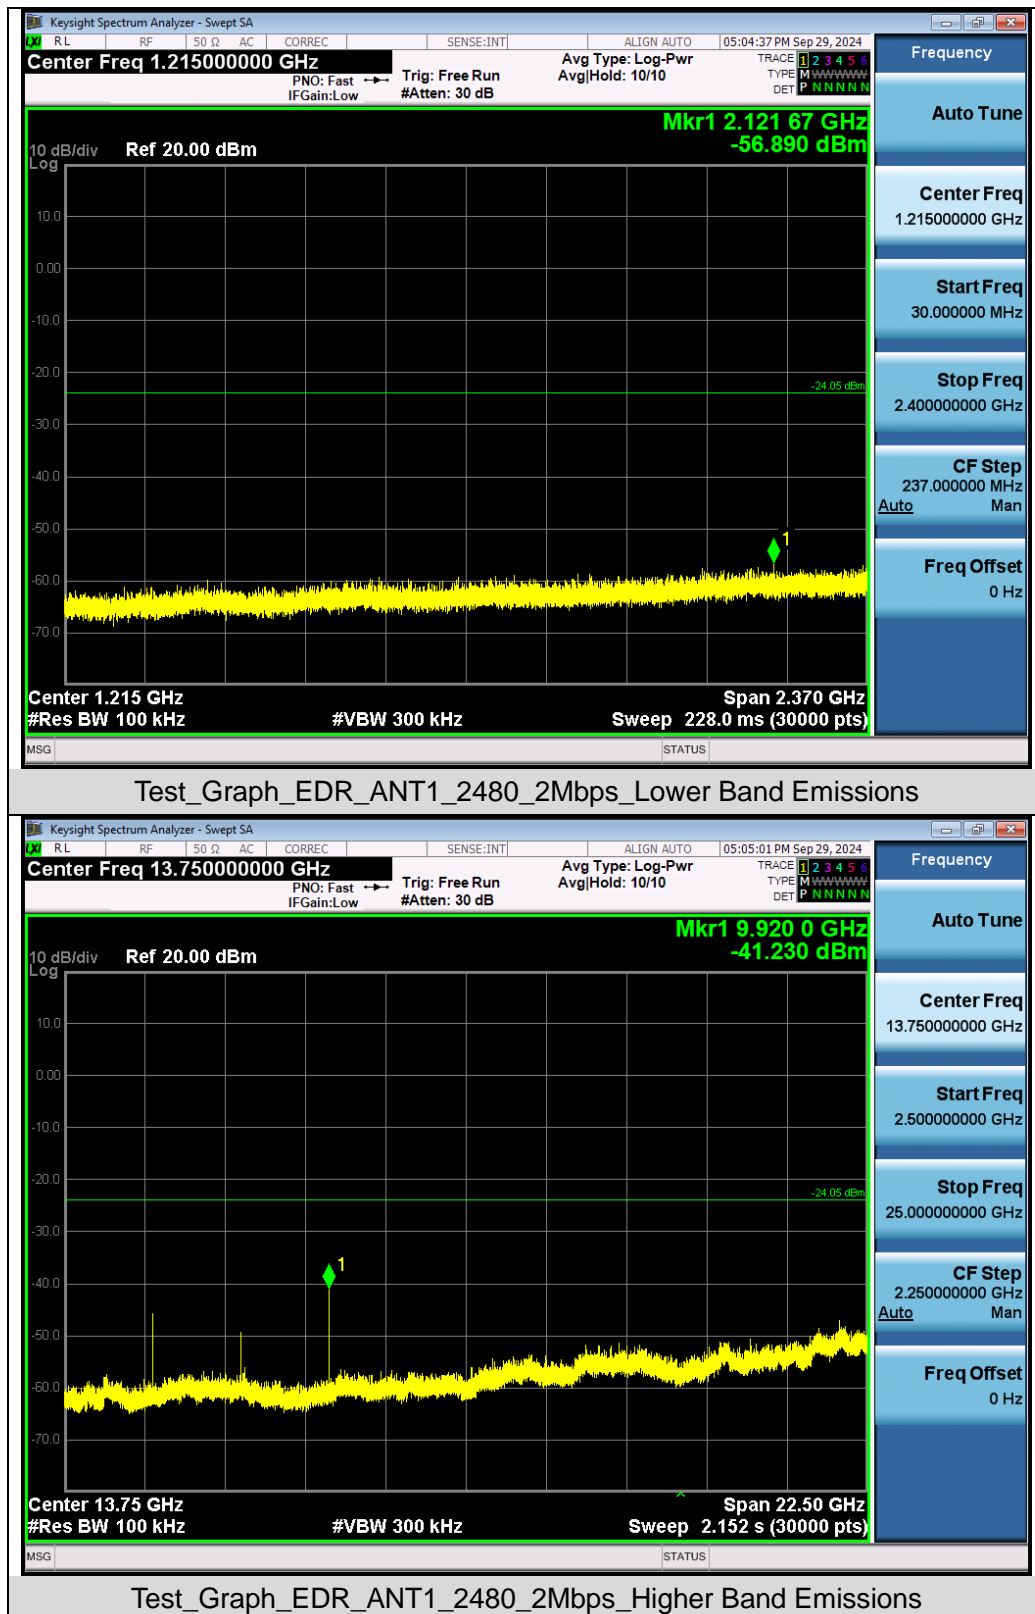 Keysight Spectrum Analyzer - Swept SA
LXI RL RF 50 Ω AC CORREC SENSE:INT ALIGN AUTO 05:04:37 PM Sep 29, 2024
Center Freq 1.215000000 GHz
PNO: Fast
IFGain:Low
Trig: Free Run
#Atten: 30 dB
Avg Type: Log-Pwr
Avg|Hold: 10/10
TRACE 1 2 3 4 5 6
TYPE M W W W W W
DET P N N N N N
Mkr1 2.121 67 GHz
-56.890 dBm
10 dB/div Ref 20.00 dBm
Log
10.0
0.00
-10.0
-20.0
-24.05 dBm
-30.0
-40.0
-50.0
1
-60.0
-70.0
Center 1.215 GHz Span 2.370 GHz
#Res BW 100 kHz #VBW 300 kHz Sweep 228.0 ms (30000 pts)
MSG STATUS
Frequency
Auto Tune
Center Freq
1.215000000 GHz
Start Freq
30.000000 MHz
Stop Freq
2.400000000 GHz
CF Step
237.000000 MHz
Auto Man
Freq Offset
0 Hz
Test_Graph_EDR_ANT1_2480_2Mbps_Lower Band Emissions
Keysight Spectrum Analyzer - Swept SA
LXI RL RF 50 Ω AC CORREC SENSE:INT ALIGN AUTO 05:05:01 PM Sep 29, 2024
Center Freq 13.750000000 GHz
PNO: Fast
IFGain:Low
Trig: Free Run
#Atten: 30 dB
Avg Type: Log-Pwr
Avg|Hold: 10/10
TRACE 1 2 3 4 5 6
TYPE M W W W W W
DET P N N N N N
Mkr1 9.920 0 GHz
-41.230 dBm
10 dB/div Ref 20.00 dBm
Log
10.0
0.00
-10.0
-20.0
-24.05 dBm
-30.0
1
-40.0
-50.0
-60.0
-70.0
Center 13.75 GHz Span 22.50 GHz
#Res BW 100 kHz #VBW 300 kHz Sweep 2.152 s (30000 pts)
MSG STATUS
Frequency
Auto Tune
Center Freq
13.750000000 GHz
Start Freq
2.500000000 GHz
Stop Freq
25.000000000 GHz
CF Step
2.250000000 GHz
Auto Man
Freq Offset
0 Hz
Test_Graph_EDR_ANT1_2480_2Mbps_Higher Band Emissions